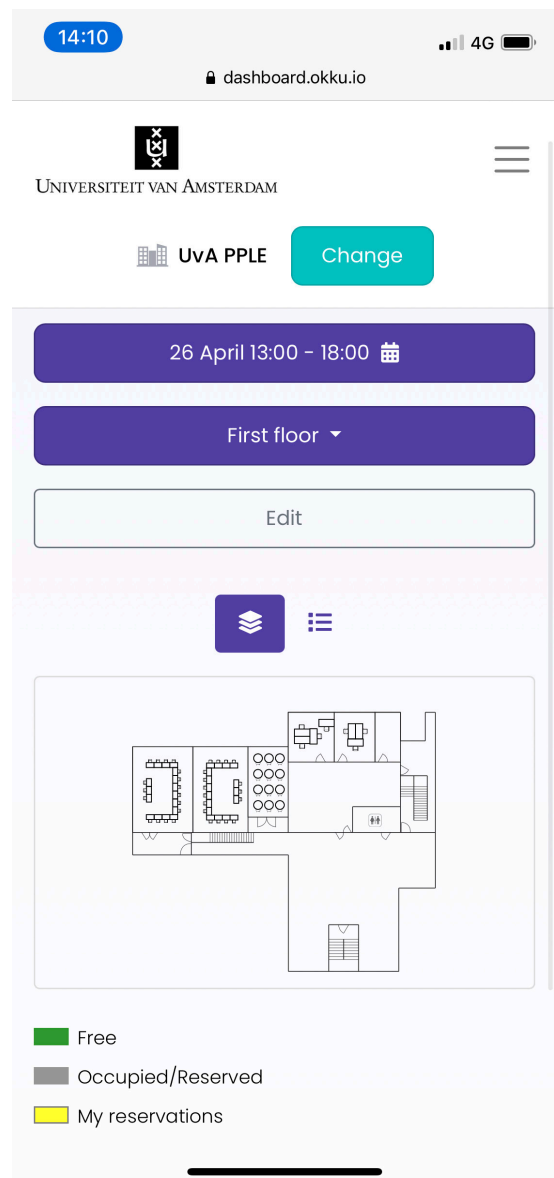 14:10
4G
dashboard.okku.io
UNIVERSITEIT VAN AMSTERDAM
UvA PPLE
Change
26 April 13:00 - 18:00
First floor
Edit
Free
Occupied/Reserved
My reservations